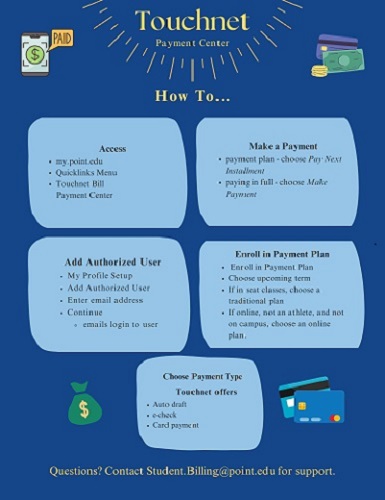 Touchnet
Payment Center
PAID
$
How To...
Access
• my.point.edu
• Quicklinks Menu
• Touchnet Bill
Payment Center
Make a Payment
• payment plan - choose Pay Next
Installment
• paying in full - choose Make
Payment
Add Authorized User
• My Profile Setup
• Add Authorized User
• Enter email address
• Continue
◦ emails login to user
Enroll in Payment Plan
• Enroll in Payment Plan
• Choose upcoming term
• If in seat classes, choose a
traditional plan
• If online, not an athlete, and not
on campus, choose an online
plan.
Choose Payment Type
Touchnet offers
• Auto draft
• e-check
• Card payment
$
Questions? Contact Student.Billing@point.edu for support.